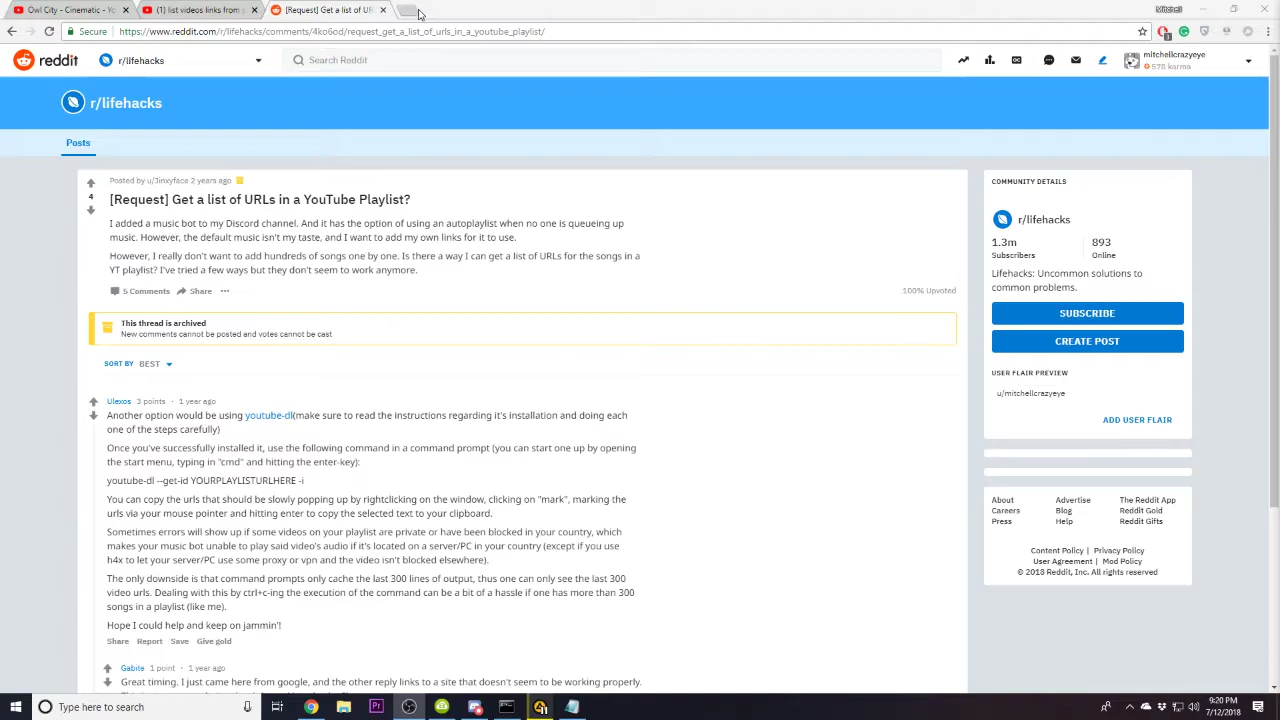 Owl City - Cinematic - Y
(1) list videos links from
[Request] Get a list of UR
Mitchell
Secure | https://www.reddit.com/r/lifehacks/comments/4ko6od/request_get_a_list_of_urls_in_a_youtube_playlist/
reddit
r/lifehacks
Search Reddit
mitchellcrazyeye
578 karma
r/lifehacks
Posts
Posted by u/Jinxyface 2 years ago
4
[Request] Get a list of URLs in a YouTube Playlist?
I added a music bot to my Discord channel. And it has the option of using an autoplaylist when no one is queueing up
music. However, the default music isn't my taste, and I want to add my own links for it to use.
However, I really don't want to add hundreds of songs one by one. Is there a way I can get a list of URLs for the songs in a
YT playlist? I've tried a few ways but they don't seem to work anymore.
5 Comments
Share
100% Upvoted
This thread is archived
New comments cannot be posted and votes cannot be cast
SORT BY BEST
Ulexos 3 points · 1 year ago
Another option would be using youtube-dl(make sure to read the instructions regarding it's installation and doing each
one of the steps carefully)
Once you've successfully installed it, use the following command in a command prompt (you can start one up by opening
the start menu, typing in "cmd" and hitting the enter-key):
youtube-dl --get-id YOURPLAYLISTURLHERE -i
You can copy the urls that should be slowly popping up by rightclicking on the window, clicking on "mark", marking the
urls via your mouse pointer and hitting enter to copy the selected text to your clipboard.
Sometimes errors will show up if some videos on your playlist are private or have been blocked in your country, which
makes your music bot unable to play said video's audio if it's located on a server/PC in your country (except if you use
h4x to let your server/PC use some proxy or vpn and the video isn't blocked elsewhere).
The only downside is that command prompts only cache the last 300 lines of output, thus one can only see the last 300
video urls. Dealing with this by ctrl+c-ing the execution of the command can be a bit of a hassle if one has more than 300
songs in a playlist (like me).
Hope I could help and keep on jammin'!
Share Report Save Give gold
Gabite 1 point · 1 year ago
Great timing. I just came here from google, and the other reply links to a site that doesn't seem to be working properly.
COMMUNITY DETAILS
r/lifehacks
1.3m
893
Subscribers
Online
Lifehacks: Uncommon solutions to
common problems.
SUBSCRIBE
CREATE POST
USER FLAIR PREVIEW
u/mitchellcrazyeye
ADD USER FLAIR
About Advertise The Reddit App
Careers Blog Reddit Gold
Press Help Reddit Gifts
Content Policy | Privacy Policy
User Agreement | Mod Policy
© 2018 Reddit, Inc. All rights reserved
Type here to search
9:20 PM
7/12/2018